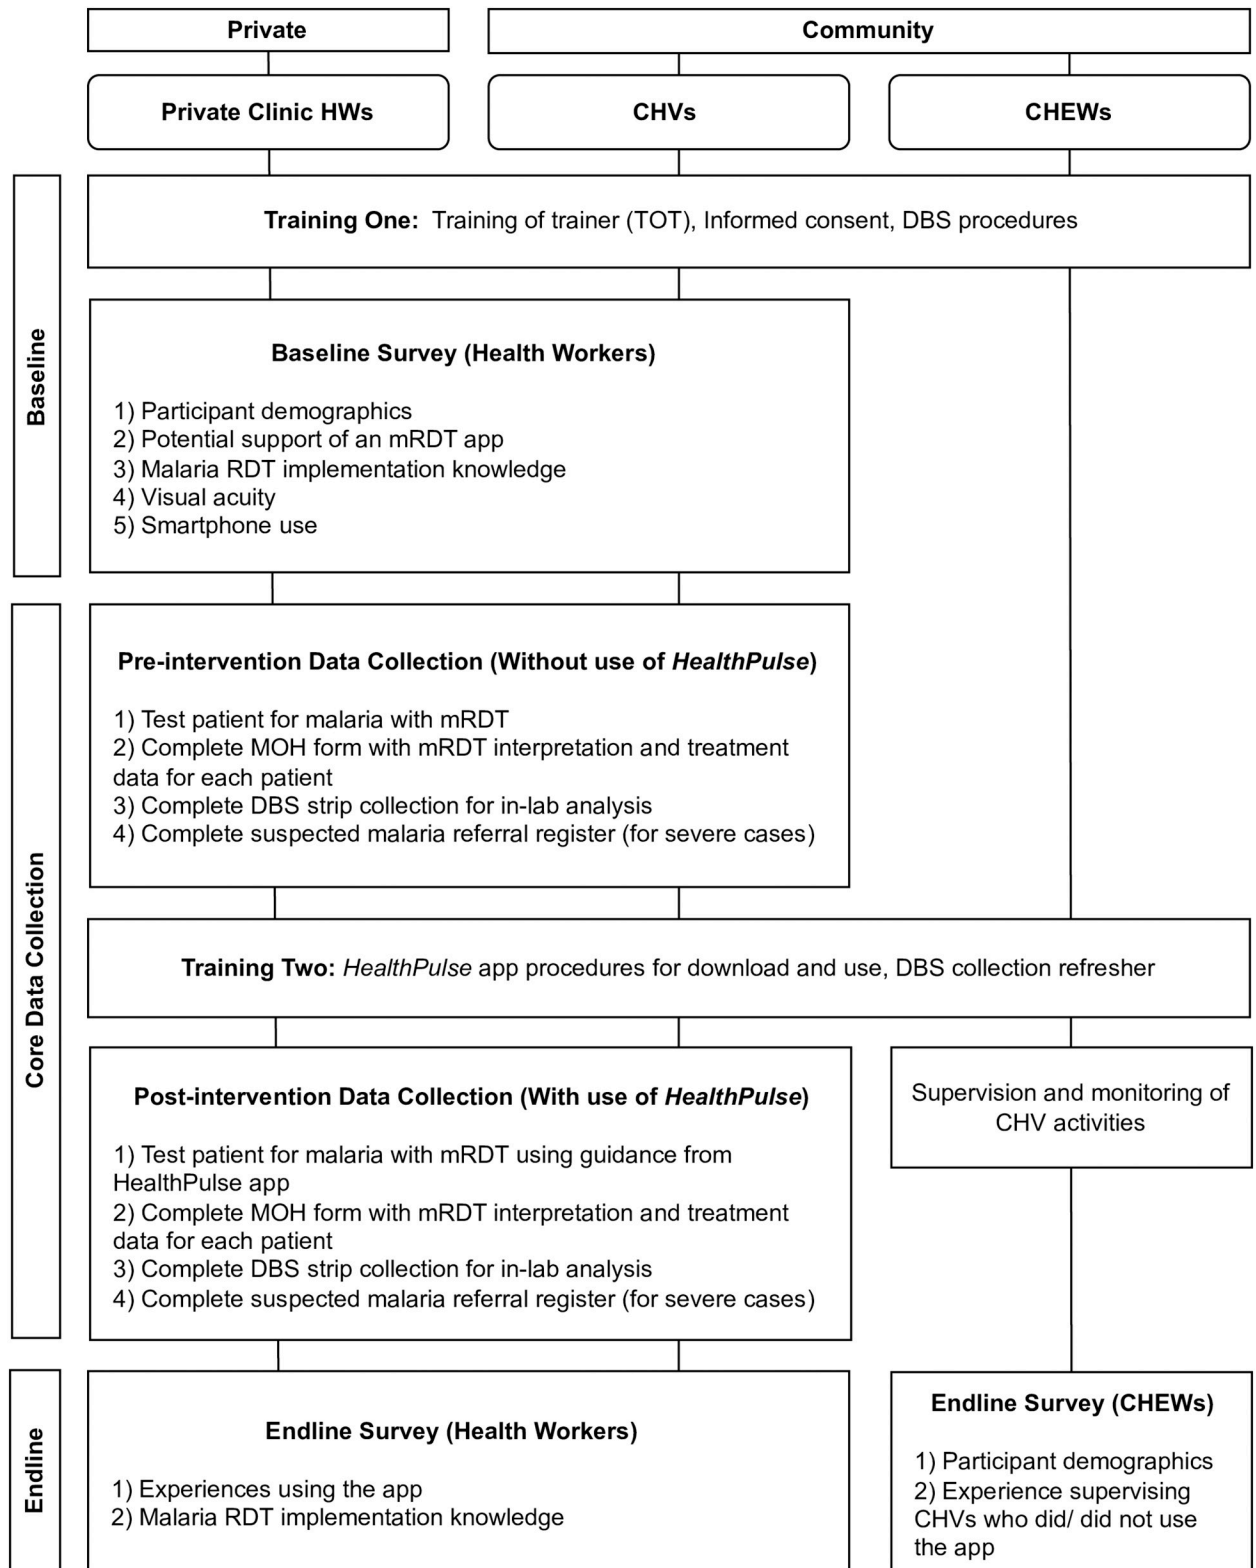 Private
Community
Private Clinic HWs
CHVs
CHEWs
Baseline
Training One: Training of trainer (TOT), Informed consent, DBS procedures
Baseline Survey (Health Workers)
1) Participant demographics
2) Potential support of an mRDT app
3) Malaria RDT implementation knowledge
4) Visual acuity
5) Smartphone use
Core Data Collection
Pre-intervention Data Collection (Without use of HealthPulse)
1) Test patient for malaria with mRDT
2) Complete MOH form with mRDT interpretation and treatment
data for each patient
3) Complete DBS strip collection for in-lab analysis
4) Complete suspected malaria referral register (for severe cases)
Training Two: HealthPulse app procedures for download and use, DBS collection refresher
Post-intervention Data Collection (With use of HealthPulse)
1) Test patient for malaria with mRDT using guidance from
HealthPulse app
2) Complete MOH form with mRDT interpretation and treatment
data for each patient
3) Complete DBS strip collection for in-lab analysis
4) Complete suspected malaria referral register (for severe cases)
Supervision and monitoring of
CHV activities
Endline
Endline Survey (Health Workers)
1) Experiences using the app
2) Malaria RDT implementation knowledge
Endline Survey (CHEWs)
1) Participant demographics
2) Experience supervising
CHVs who did/ did not use
the app